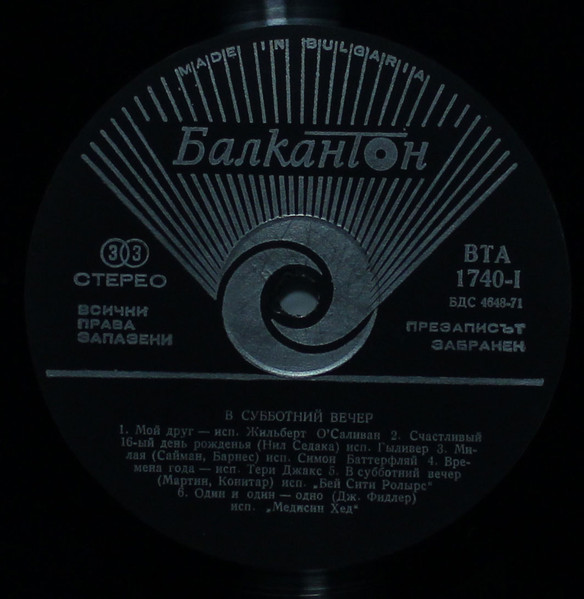 MADE IN BULGARIA
Балкантон
33
СТЕРЕО
ВСИЧКИ
ПРАВА
ЗАПАЗЕНИ
ВТА
1740-I
БДС 4648-71
ПРЕЗАПИСЪТ
ЗАБРАНЕН
В СУББОТНИЙ ВЕЧЕР
1. Мой друг — исп. Жильберт О'Саливан 2. Счастливый
16-ый день рожденья (Нил Седака) исп. Гыливер 3. Ми-
лая (Сайман, Барнес) исп. Симон Баттерфляй 4. Вре-
мена года — исп. Тери Джакс 5. В субботний вечер
(Мартин, Копитар) исп. „Бей Сити Ролырс"
6. Один и один — одно (Дж. Фидлер)
исп. „Медисин Хед"